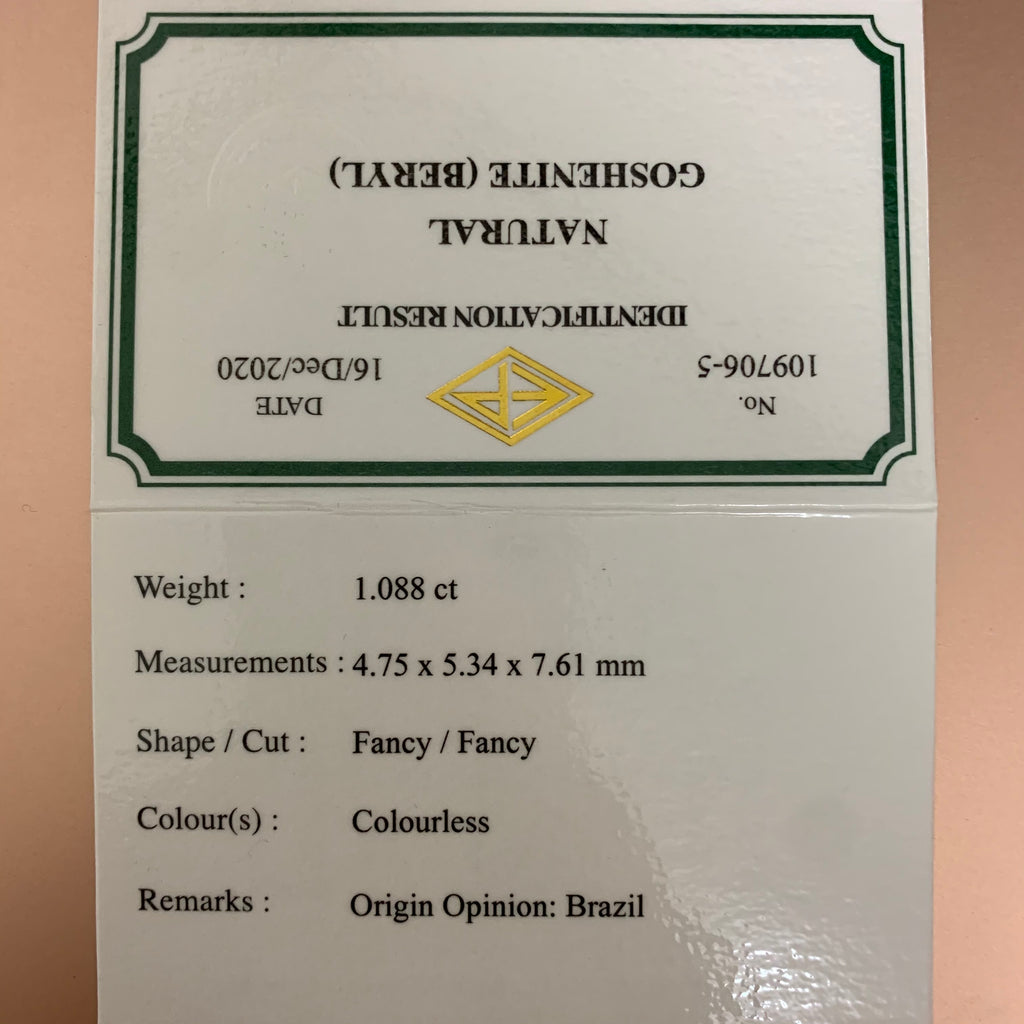 No.
109706-5
DATE
16/Dec/2020
IDENTIFICATION RESULT
NATURAL
GOSHENITE (BERYL)
Weight : 1.088 ct
Measurements : 4.75 x 5.34 x 7.61 mm
Shape / Cut : Fancy / Fancy
Colour(s) : Colourless
Remarks : Origin Opinion: Brazil